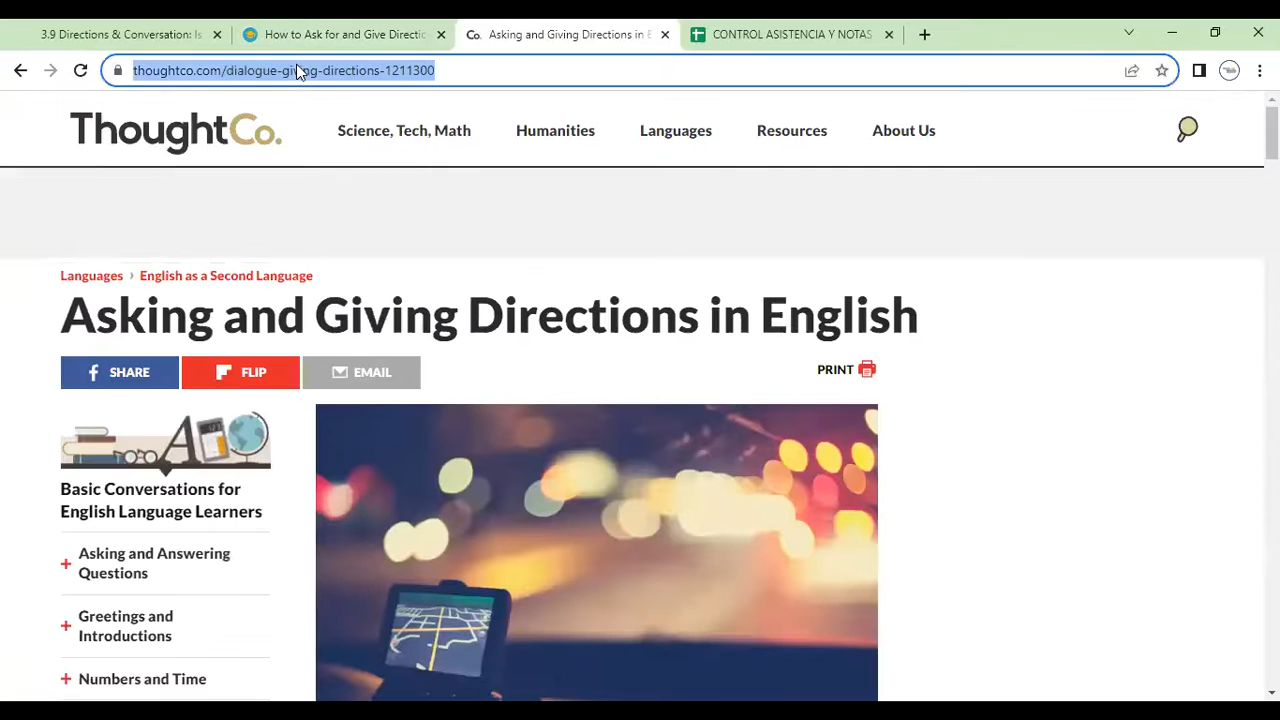 3.9 Directions & Conversation: Is
How to Ask for and Give Directio
Co. Asking and Giving Directions in E
CONTROL ASISTENCIA Y NOTAS
thoughtco.com/dialogue-giving-directions-1211300
ThoughtCo.
Science, Tech, Math
Humanities
Languages
Resources
About Us
Languages › English as a Second Language
Asking and Giving Directions in English
SHARE
FLIP
EMAIL
PRINT
Basic Conversations for
English Language Learners
+ Asking and Answering
Questions
+ Greetings and
Introductions
+ Numbers and Time